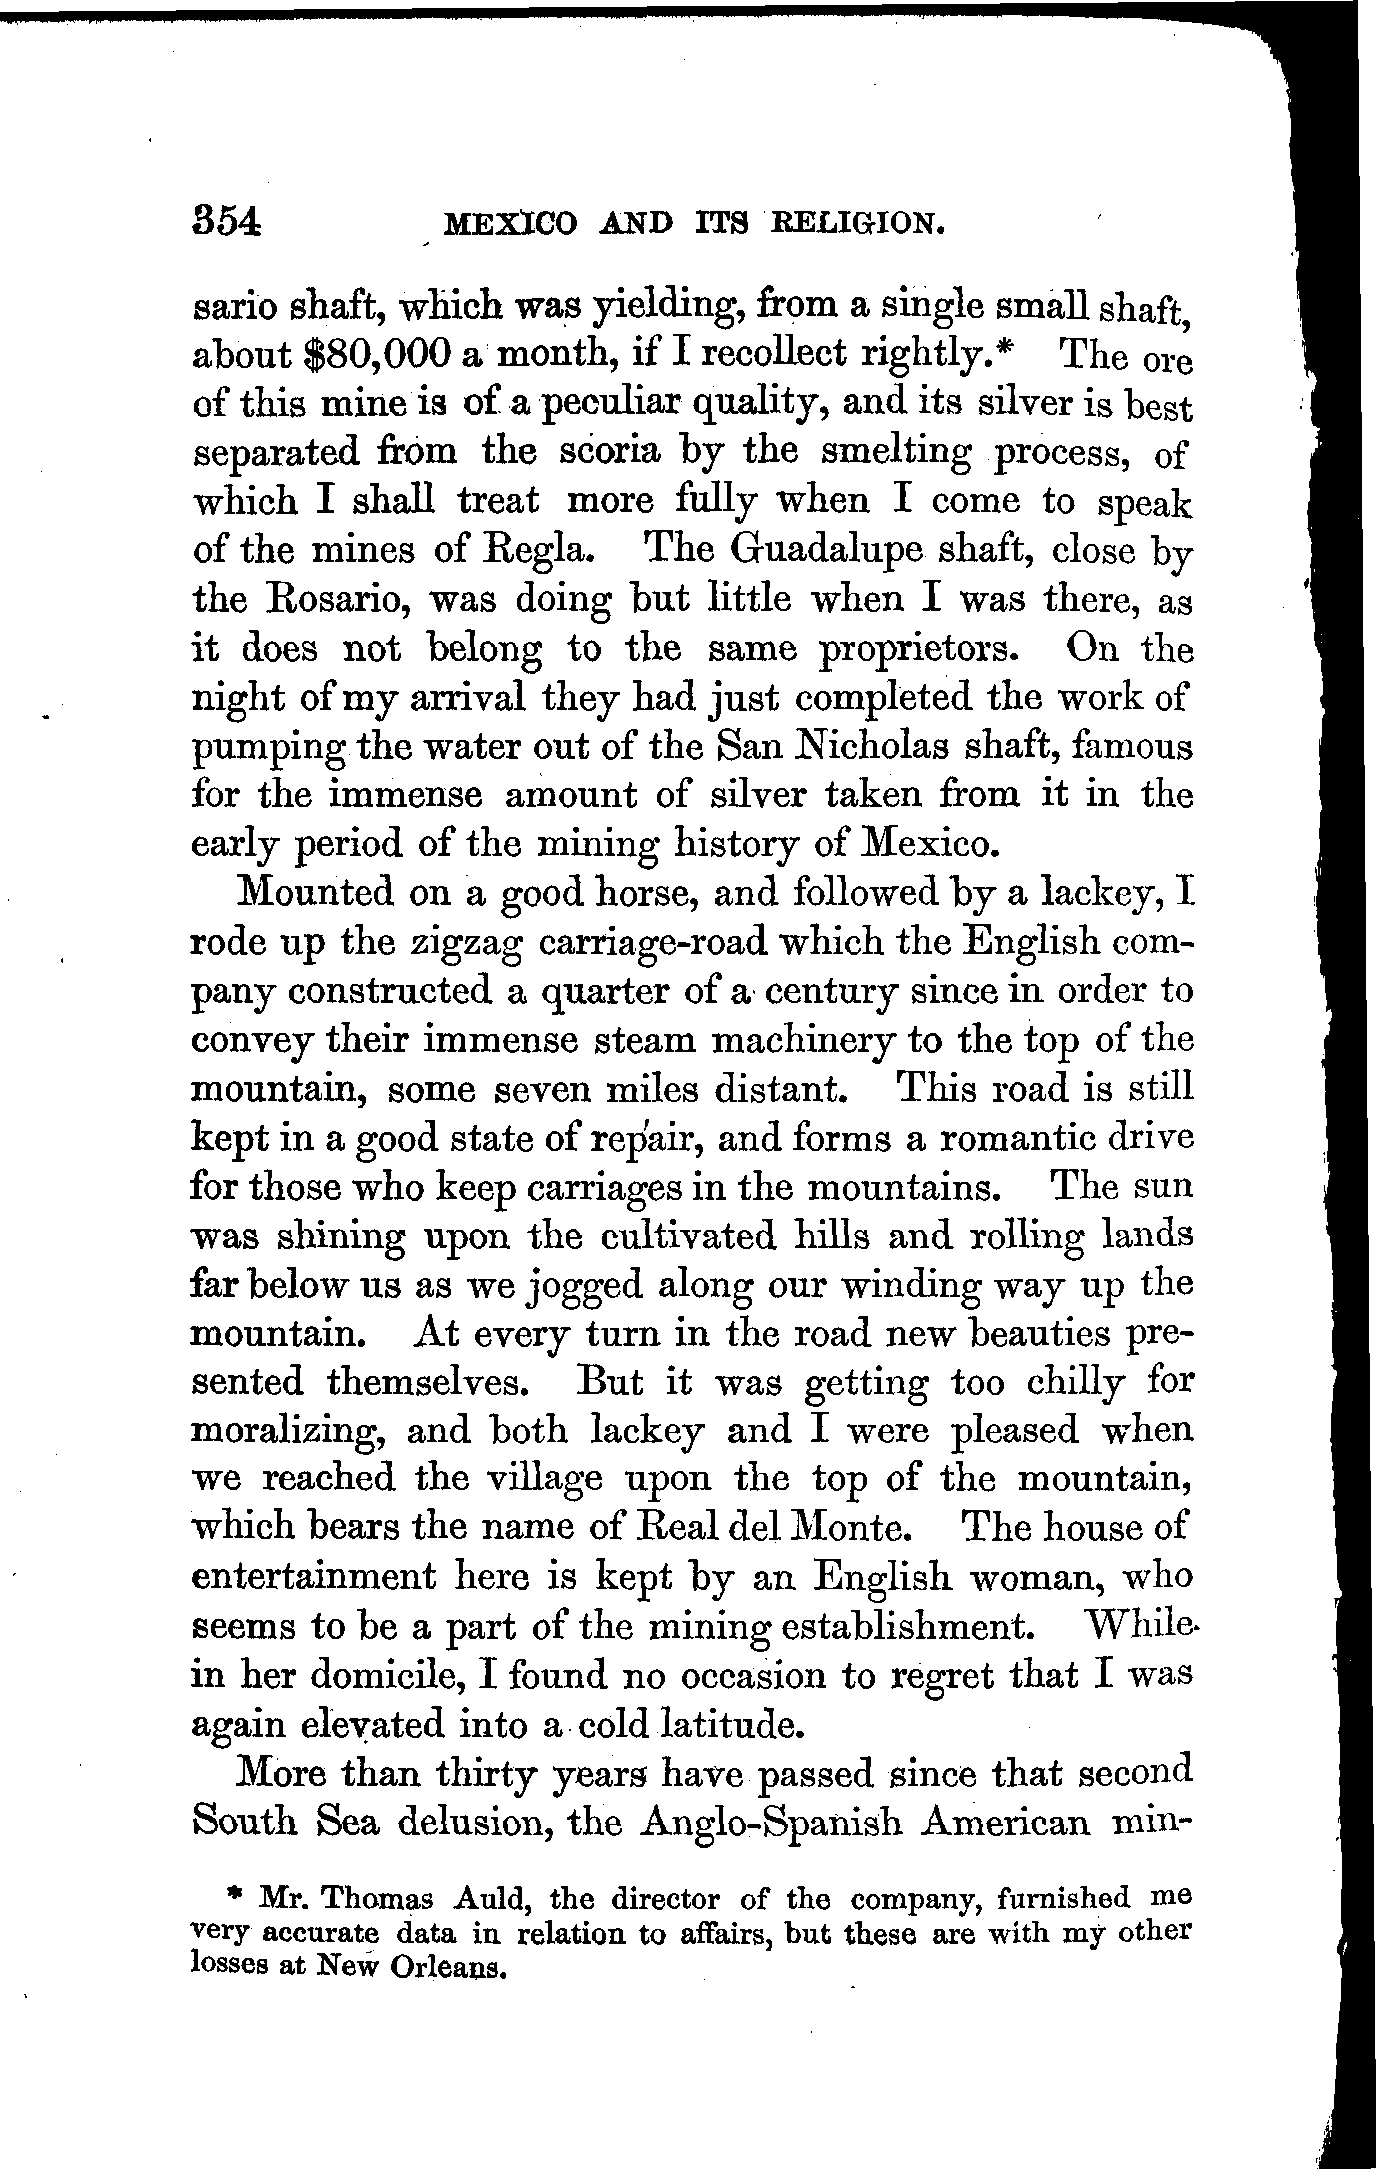 354 MEXICO AND ITS RELIGION.
sario shaft, which was yielding, from a single small shaft,
about $80,000 a month, if I recollect rightly.* The ore
of this mine is of a peculiar quality, and its silver is best
separated from the scoria by the smelting process, of
which I shall treat more fully when I come to speak
of the mines of Regla. The Guadalupe shaft, close by
the Rosario, was doing but little when I was there, as
it does not belong to the same proprietors. On the
night of my arrival they had just completed the work of
pumping the water out of the San Nicholas shaft, famous
for the immense amount of silver taken from it in the
early period of the mining history of Mexico.
Mounted on a good horse, and followed by a lackey, I
rode up the zigzag carriage-road which the English com-
pany constructed a quarter of a century since in order to
convey their immense steam machinery to the top of the
mountain, some seven miles distant. This road is still
kept in a good state of repair, and forms a romantic drive
for those who keep carriages in the mountains. The sun
was shining upon the cultivated hills and rolling lands
far below us as we jogged along our winding way up the
mountain. At every turn in the road new beauties pre-
sented themselves. But it was getting too chilly for
moralizing, and both lackey and I were pleased when
we reached the village upon the top of the mountain,
which bears the name of Real del Monte. The house of
entertainment here is kept by an English woman, who
seems to be a part of the mining establishment. While
in her domicile, I found no occasion to regret that I was
again elevated into a cold latitude.
More than thirty years have passed since that second
South Sea delusion, the Anglo-Spanish American min-
* Mr. Thomas Auld, the director of the company, furnished me
very accurate data in relation to affairs, but these are with my other
losses at New Orleans.